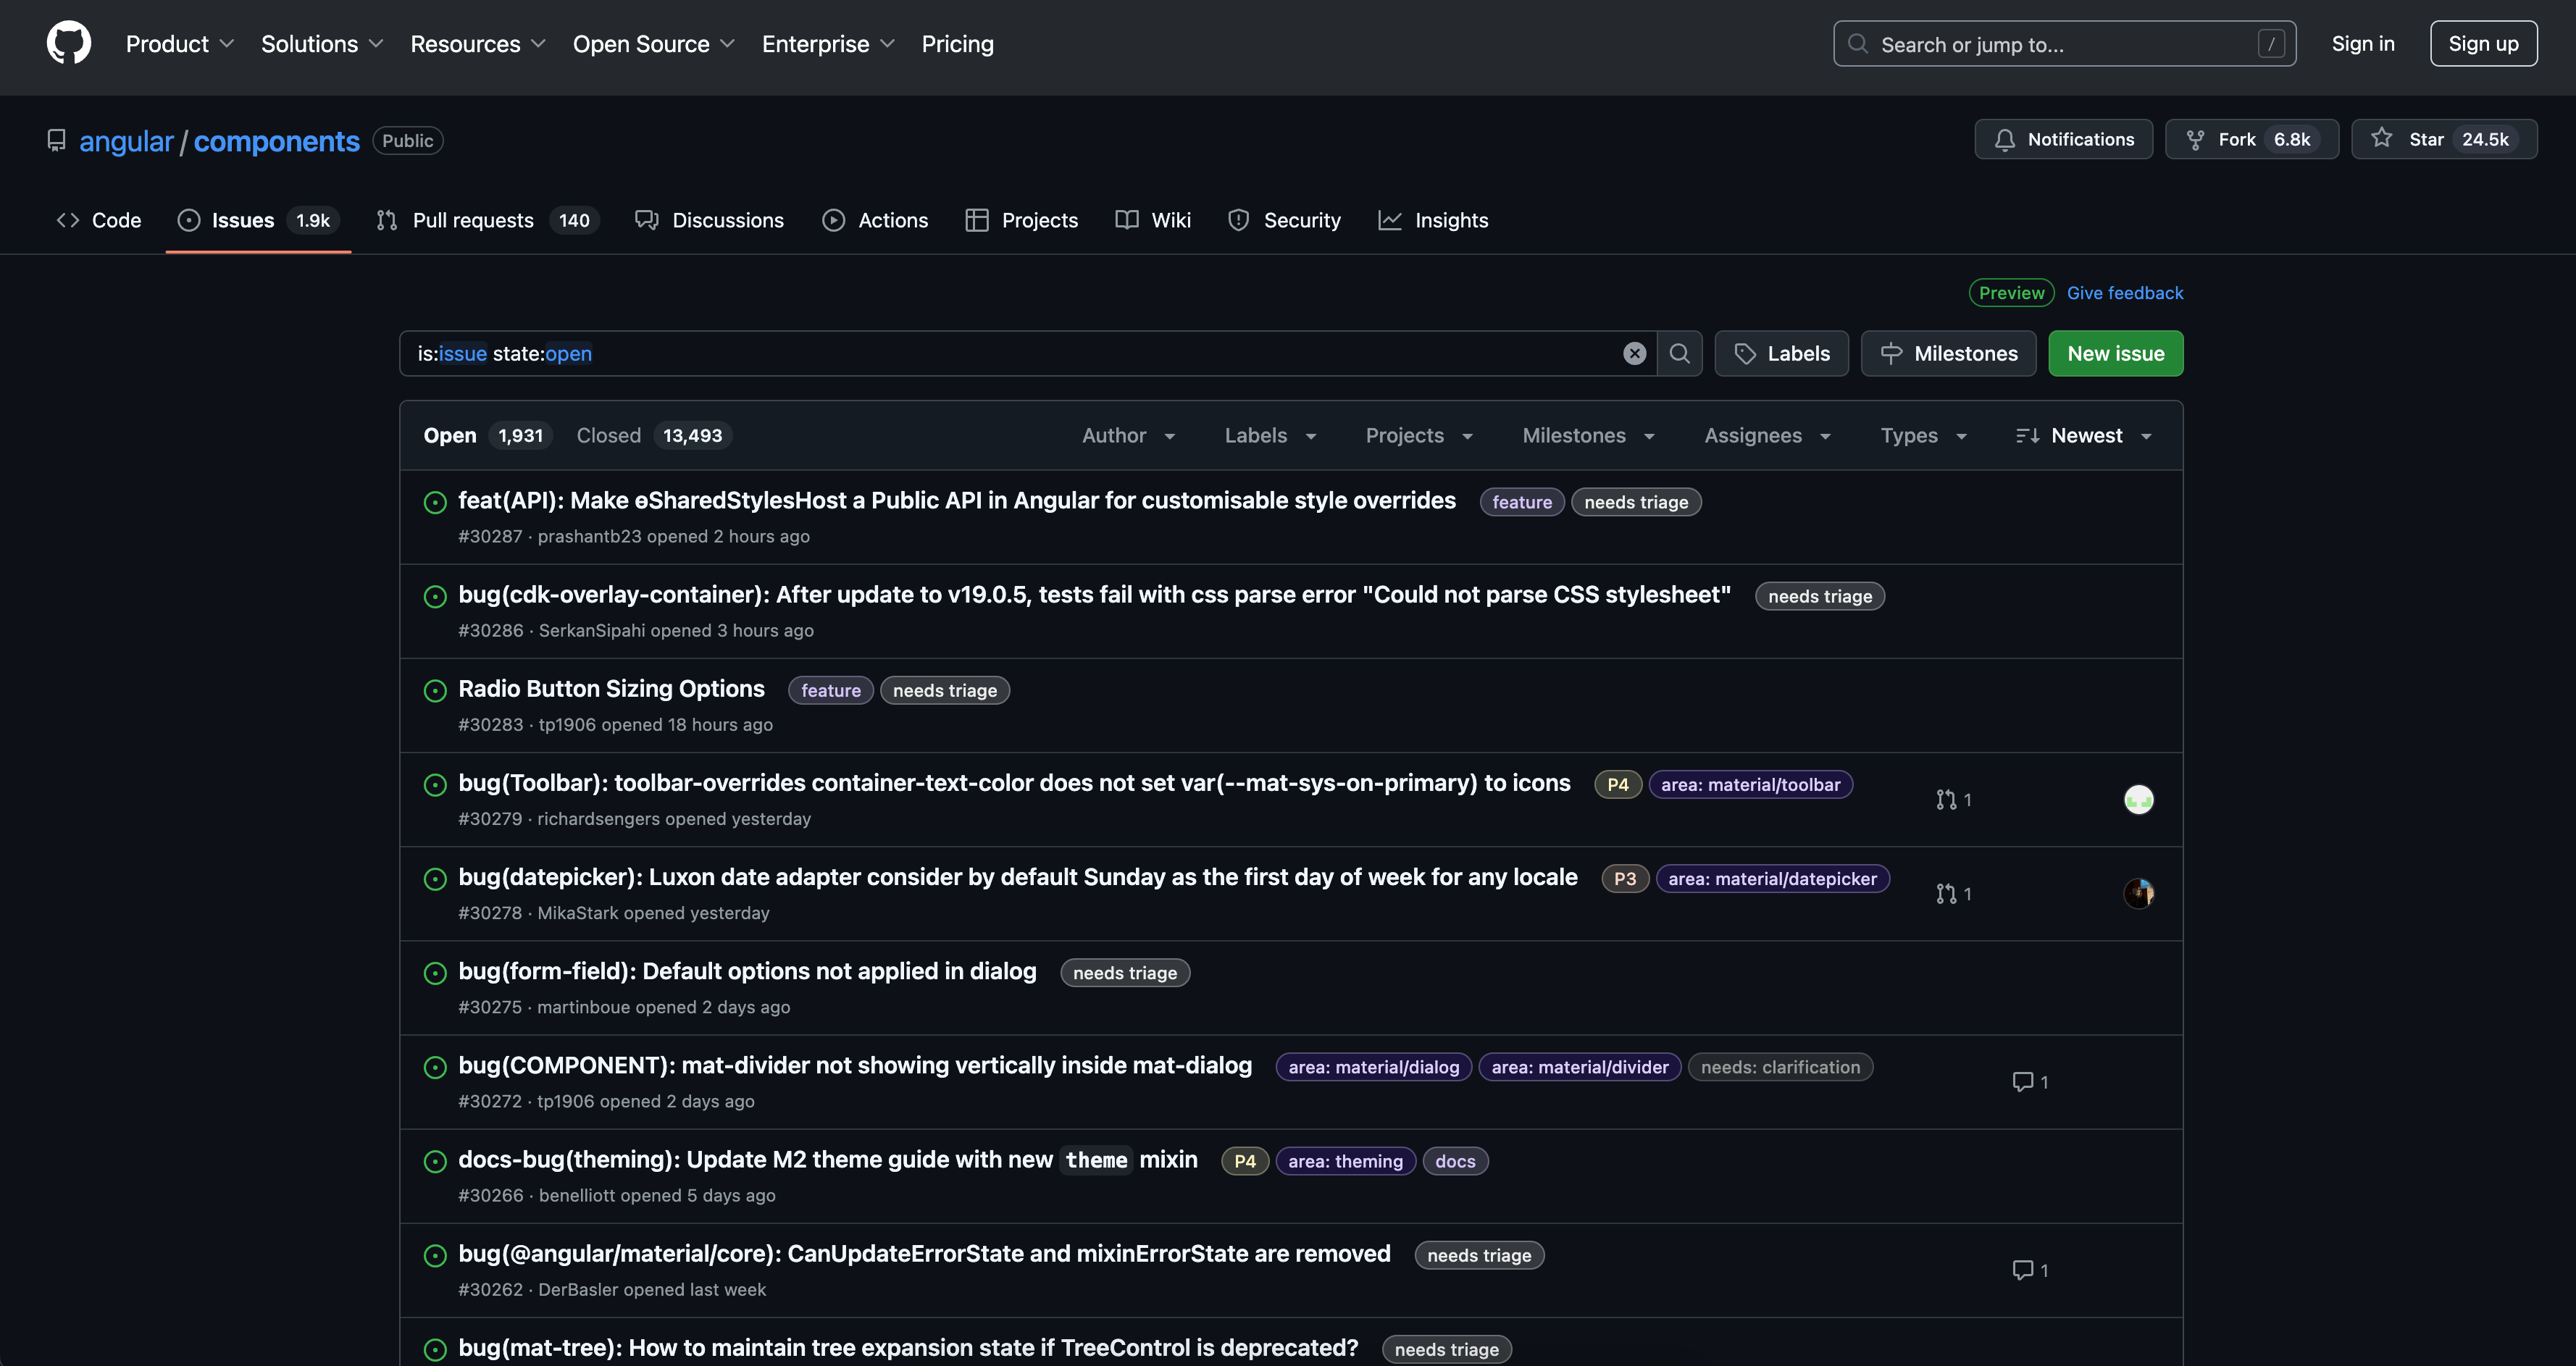 Product Solutions Resources Open Source Enterprise Pricing Search or jump to... / Sign in Sign up
angular / components Public Notifications Fork 6.8k Star 24.5k
Code Issues 1.9k Pull requests 140 Discussions Actions Projects Wiki Security Insights
Preview Give feedback
is:issue state:open Labels Milestones New issue
Open 1,931 Closed 13,493 Author Labels Projects Milestones Assignees Types Newest
feat(API): Make ɵSharedStylesHost a Public API in Angular for customisable style overrides feature needs triage
#30287 · prashantb23 opened 2 hours ago
bug(cdk-overlay-container): After update to v19.0.5, tests fail with css parse error "Could not parse CSS stylesheet" needs triage
#30286 · SerkanSipahi opened 3 hours ago
Radio Button Sizing Options feature needs triage
#30283 · tp1906 opened 18 hours ago
bug(Toolbar): toolbar-overrides container-text-color does not set var(--mat-sys-on-primary) to icons P4 area: material/toolbar 1
#30279 · richardsengers opened yesterday
bug(datepicker): Luxon date adapter consider by default Sunday as the first day of week for any locale P3 area: material/datepicker 1
#30278 · MikaStark opened yesterday
bug(form-field): Default options not applied in dialog needs triage
#30275 · martinboue opened 2 days ago
bug(COMPONENT): mat-divider not showing vertically inside mat-dialog area: material/dialog area: material/divider needs: clarification 1
#30272 · tp1906 opened 2 days ago
docs-bug(theming): Update M2 theme guide with new theme mixin P4 area: theming docs
#30266 · benelliott opened 5 days ago
bug(@angular/material/core): CanUpdateErrorState and mixinErrorState are removed needs triage 1
#30262 · DerBasler opened last week
bug(mat-tree): How to maintain tree expansion state if TreeControl is deprecated? needs triage